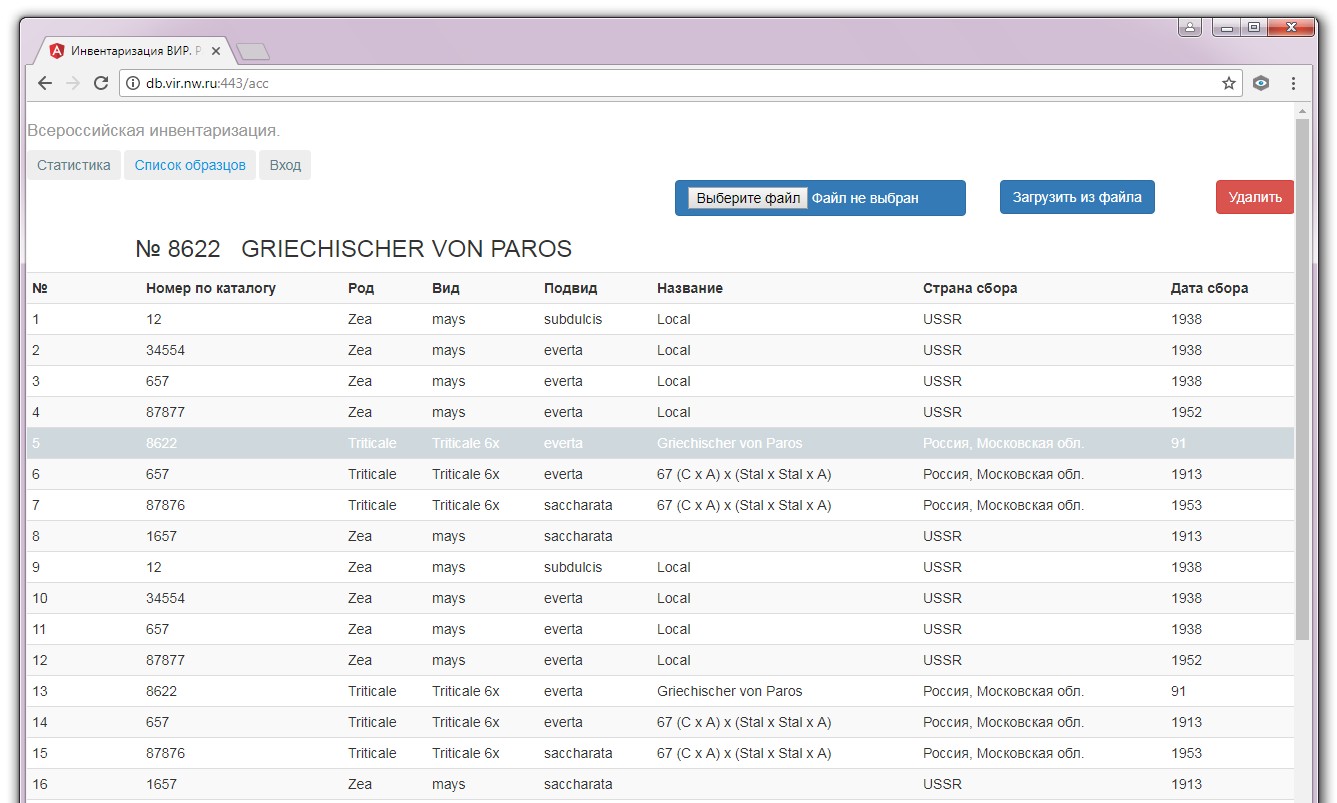 Инвентаризация ВИР. Р
db.vir.nw.ru:443/acc
Всероссийская инвентаризация.
Статистика Список образцов Вход
Выберите файл Файл не выбран Загрузить из файла Удалить
№ 8622 GRIECHISCHER VON PAROS
№ Номер по каталогу Род Вид Подвид Название Страна сбора Дата сбора
1 12 Zea mays subdulcis Local USSR 1938
2 34554 Zea mays everta Local USSR 1938
3 657 Zea mays everta Local USSR 1938
4 87877 Zea mays everta Local USSR 1952
5 8622 Triticale Triticale 6x everta Griechischer von Paros Россия, Московская обл. 91
6 657 Triticale Triticale 6x everta 67 (C x A) x (Stal x Stal x A) Россия, Московская обл. 1913
7 87876 Triticale Triticale 6x saccharata 67 (C x A) x (Stal x Stal x A) Россия, Московская обл. 1953
8 1657 Zea mays saccharata USSR 1913
9 12 Zea mays subdulcis Local USSR 1938
10 34554 Zea mays everta Local USSR 1938
11 657 Zea mays everta Local USSR 1938
12 87877 Zea mays everta Local USSR 1952
13 8622 Triticale Triticale 6x everta Griechischer von Paros Россия, Московская обл. 91
14 657 Triticale Triticale 6x everta 67 (C x A) x (Stal x Stal x A) Россия, Московская обл. 1913
15 87876 Triticale Triticale 6x saccharata 67 (C x A) x (Stal x Stal x A) Россия, Московская обл. 1953
16 1657 Zea mays saccharata USSR 1913